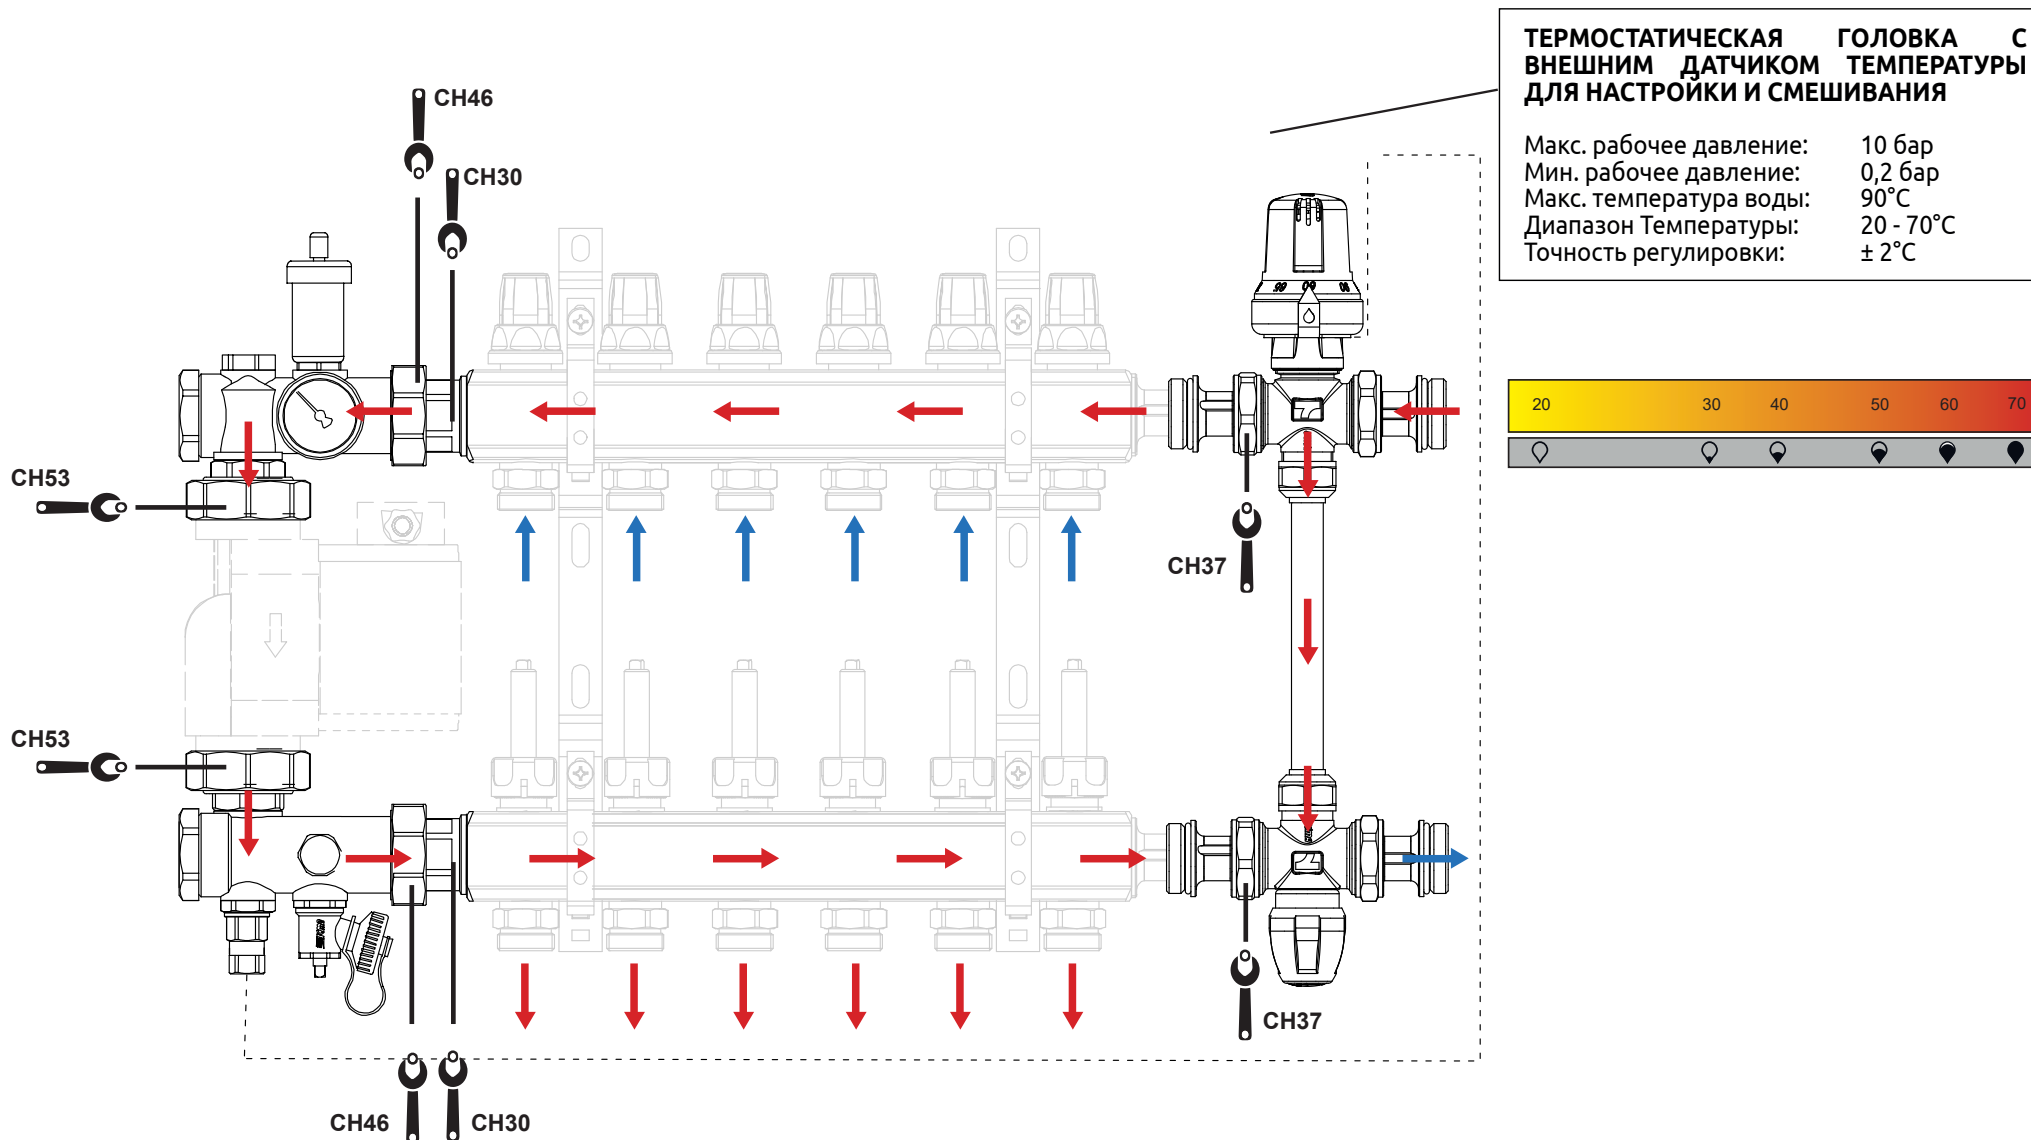 ТЕРМОСТАТИЧЕСКАЯ ГОЛОВКА С
ВНЕШНИМ ДАТЧИКОМ ТЕМПЕРАТУРЫ
ДЛЯ НАСТРОЙКИ И СМЕШИВАНИЯ
Макс. рабочее давление: 10 бар
Мин. рабочее давление: 0,2 бар
Макс. температура воды: 90°C
Диапазон Температуры: 20 - 70°C
Точность регулировки: ± 2°C
CH46
CH30
20 30 40 50 60 70
CH53
CH37
CH53
CH37
CH46
CH30